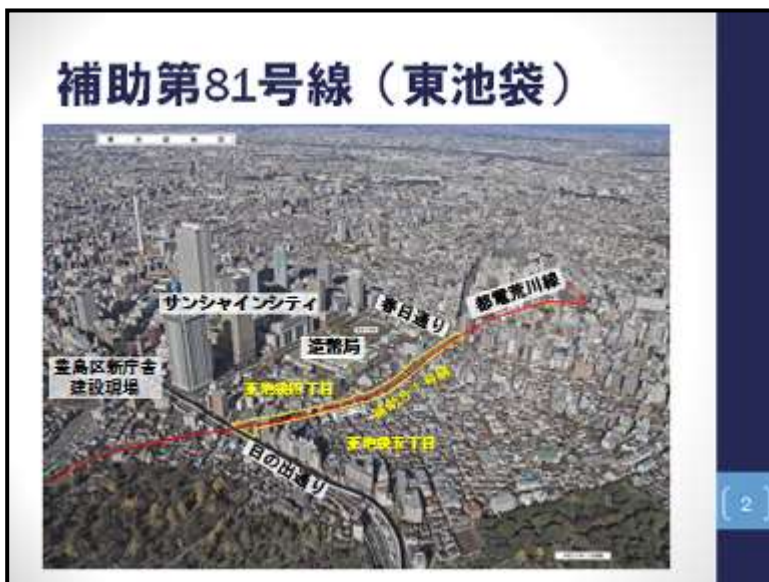 補助第81号線（東池袋）
サンシャインシティ
春日通り
都電荒川線
造幣局
豊島区新庁舎
建設現場
東池袋四丁目
東池袋五丁目
日の出通り
2